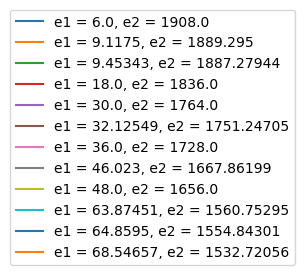 e1 = 6.0, e2 = 1908.0
e1 = 9.1175, e2 = 1889.295
e1 = 9.45343, e2 = 1887.27944
e1 = 18.0, e2 = 1836.0
e1 = 30.0, e2 = 1764.0
e1 = 32.12549, e2 = 1751.24705
e1 = 36.0, e2 = 1728.0
e1 = 46.023, e2 = 1667.86199
e1 = 48.0, e2 = 1656.0
e1 = 63.87451, e2 = 1560.75295
e1 = 64.8595, e2 = 1554.84301
e1 = 68.54657, e2 = 1532.72056